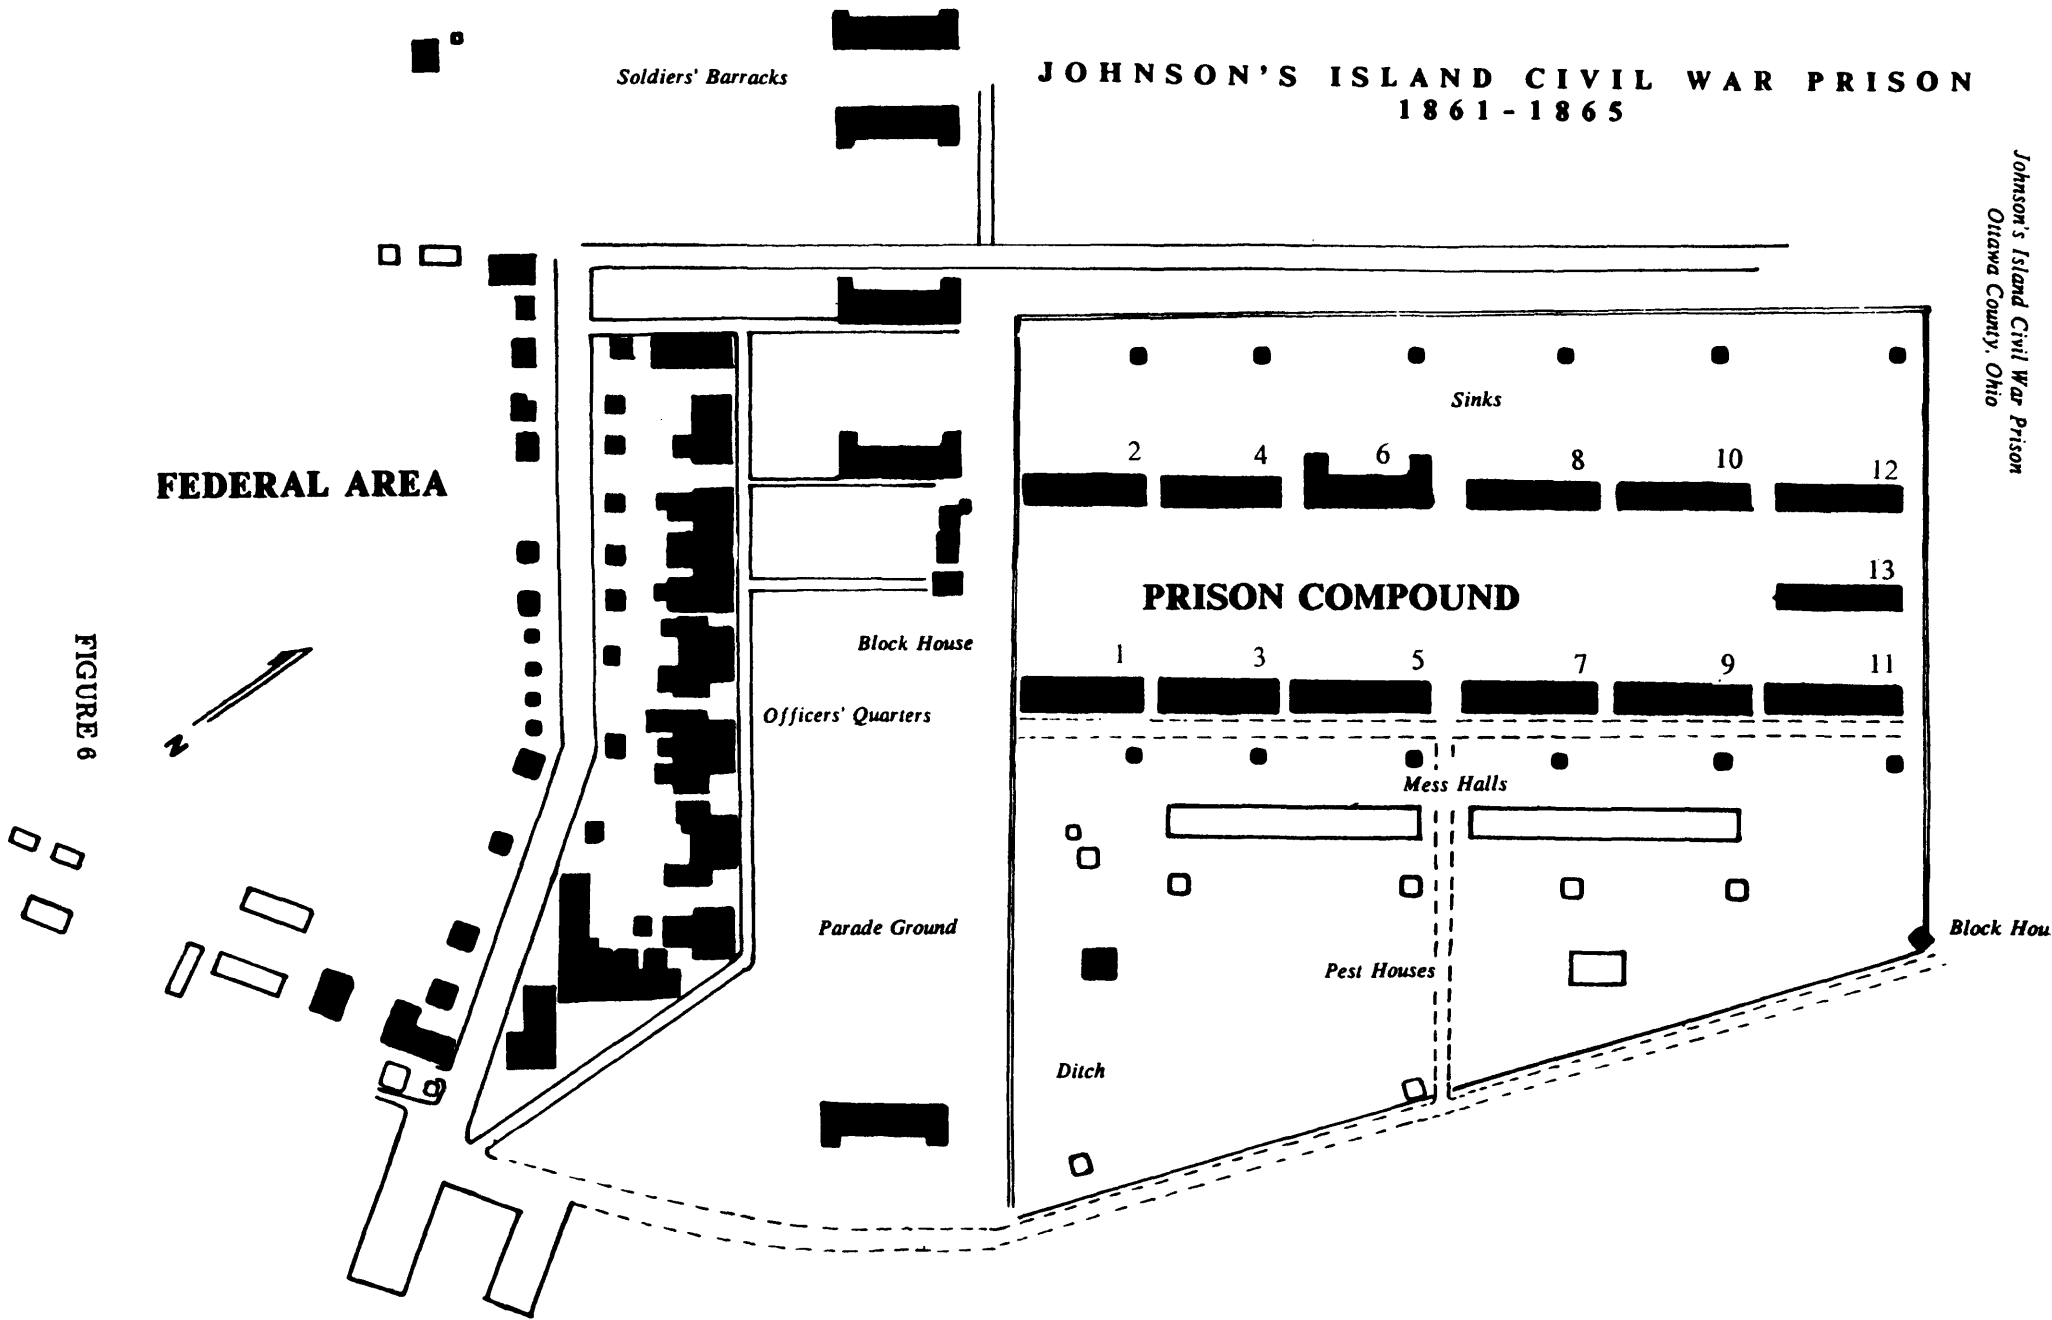 JOHNSON'S ISLAND CIVIL WAR PRISON
1861-1865
Soldiers' Barracks
Johnson's Island Civil War Prison
Ottawa County, Ohio
Sinks
2 4 6 8 10 12
FEDERAL AREA
PRISON COMPOUND
13
Block House
1 3 5 7 9 11
Officers' Quarters
FIGURE 6
N
Mess Halls
Parade Ground
Block Hou
Pest Houses
Ditch